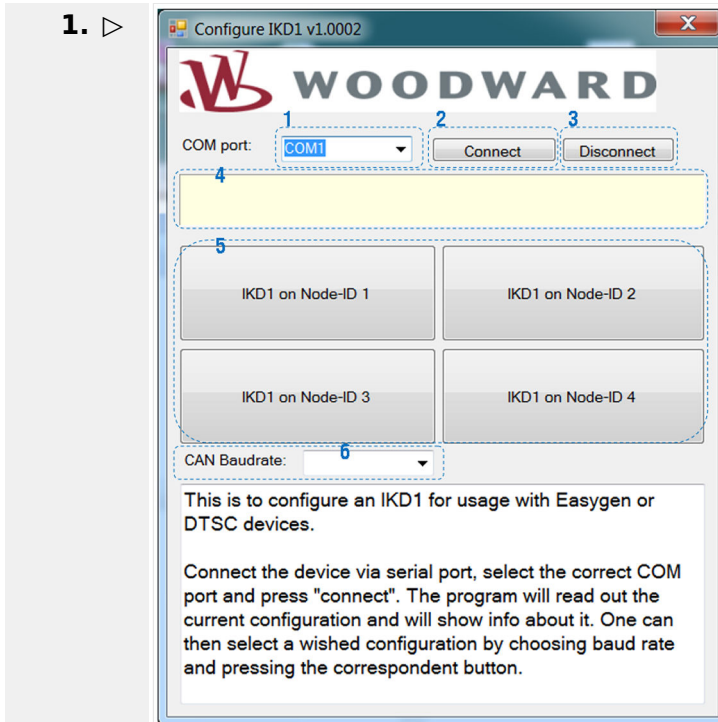 1. ▷
Configure IKD1 v1.0002
X
WOODWARD
1 2 3
COM port: COM1 Connect Disconnect
4
5
IKD1 on Node-ID 1 IKD1 on Node-ID 2
IKD1 on Node-ID 3 IKD1 on Node-ID 4
6
CAN Baudrate:
This is to configure an IKD1 for usage with Easygen or
DTSC devices.
Connect the device via serial port, select the correct COM
port and press "connect". The program will read out the
current configuration and will show info about it. One can
then select a wished configuration by choosing baud rate
and pressing the correspondent button.